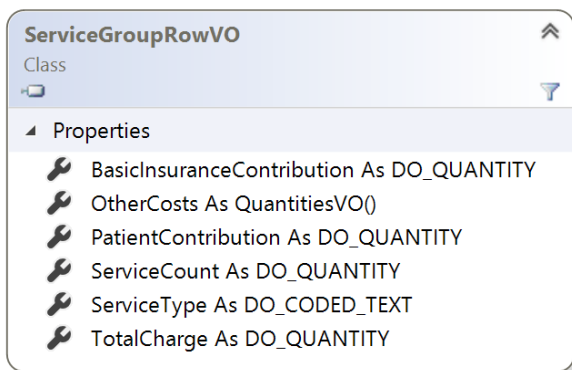 ServiceGroupRowVO
Class
Properties
BasicInsuranceContribution As DO_QUANTITY
OtherCosts As QuantitiesVO()
PatientContribution As DO_QUANTITY
ServiceCount As DO_QUANTITY
ServiceType As DO_CODED_TEXT
TotalCharge As DO_QUANTITY